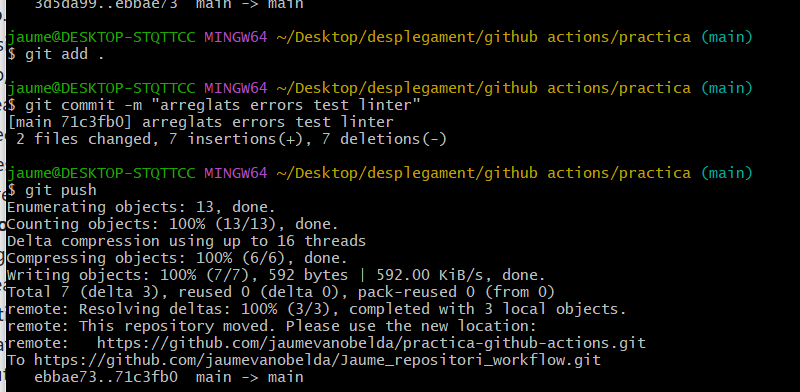 3d5da99..ebbae73  main -> main
jaume@DESKTOP-STQTTCC MINGW64 ~/Desktop/desplegament/github actions/practica (main)
$ git add .
jaume@DESKTOP-STQTTCC MINGW64 ~/Desktop/desplegament/github actions/practica (main)
$ git commit -m "arreglats errors test linter"
[main 71c3fb0] arreglats errors test linter
 2 files changed, 7 insertions(+), 7 deletions(-)
jaume@DESKTOP-STQTTCC MINGW64 ~/Desktop/desplegament/github actions/practica (main)
$ git push
Enumerating objects: 13, done.
Counting objects: 100% (13/13), done.
Delta compression using up to 16 threads
Compressing objects: 100% (6/6), done.
Writing objects: 100% (7/7), 592 bytes | 592.00 KiB/s, done.
Total 7 (delta 3), reused 0 (delta 0), pack-reused 0 (from 0)
remote: Resolving deltas: 100% (3/3), completed with 3 local objects.
remote: This repository moved. Please use the new location:
remote:   https://github.com/jaumevanobelda/practica-github-actions.git
To https://github.com/jaumevanobelda/Jaume_repositori_workflow.git
   ebbae73..71c3fb0  main -> main